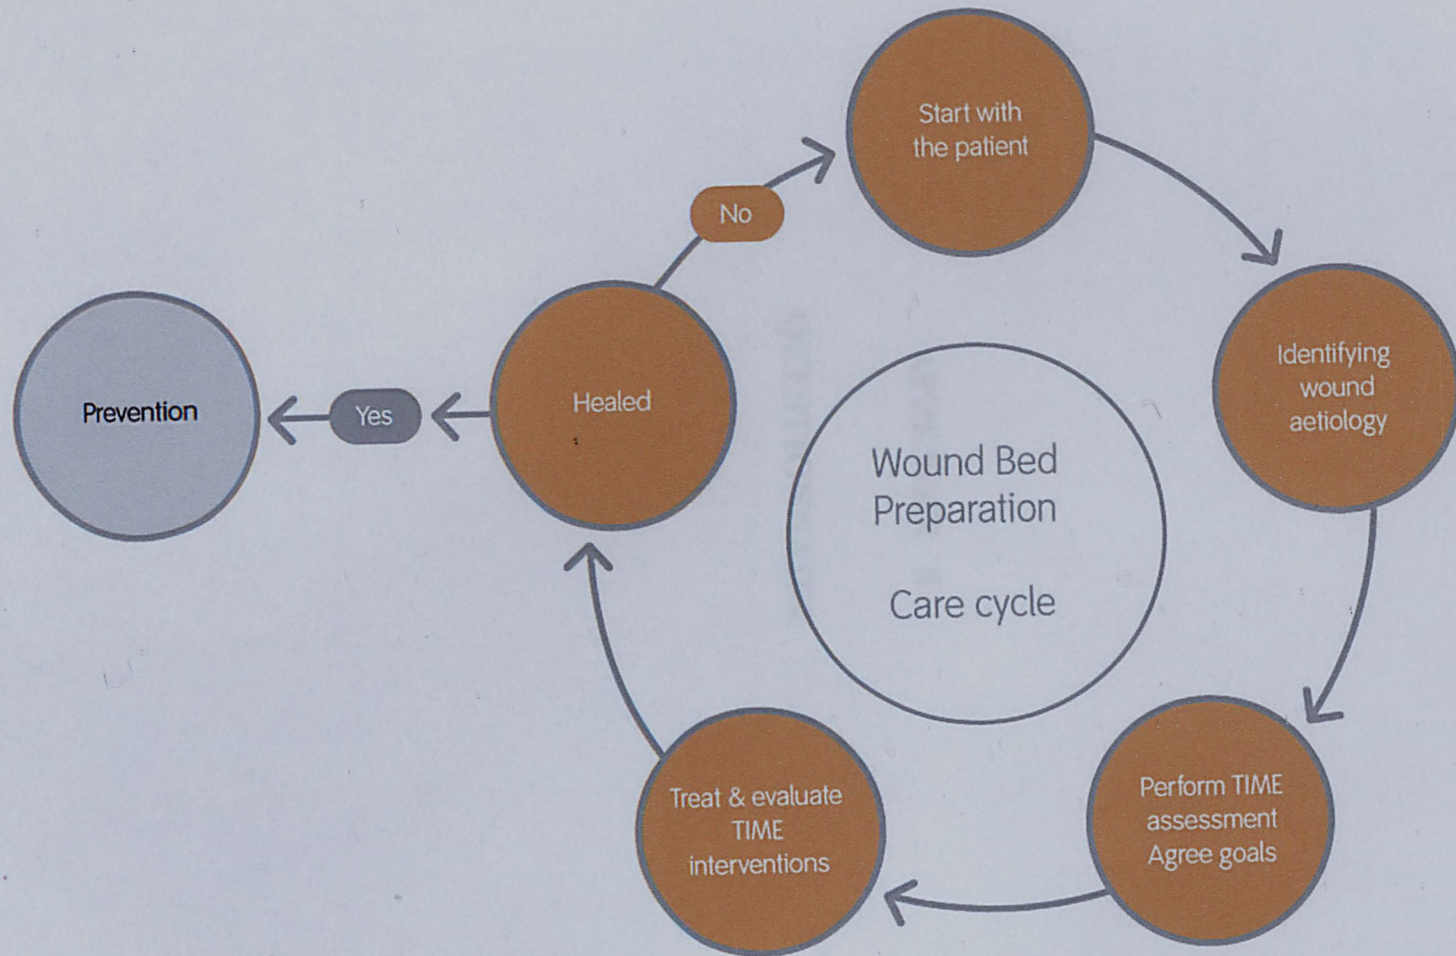 Start with
the patient
No
Identifying
wound
aetiology
Healed
Yes
Prevention
Wound Bed
Preparation
Care cycle
Perform TIME
assessment
Agree goals
Treat & evaluate
TIME
interventions